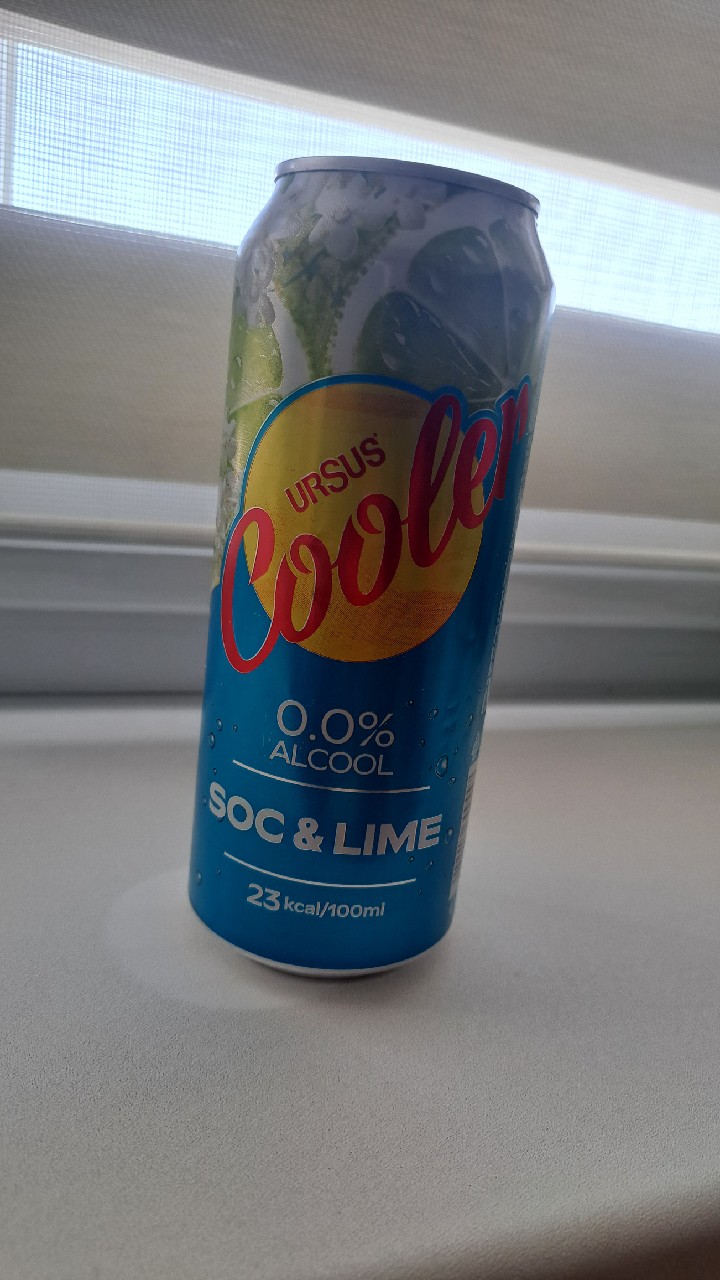 URSUS
Cooler
0.0%
ALCOOL
SOC & LIME
23 kcal/100ml